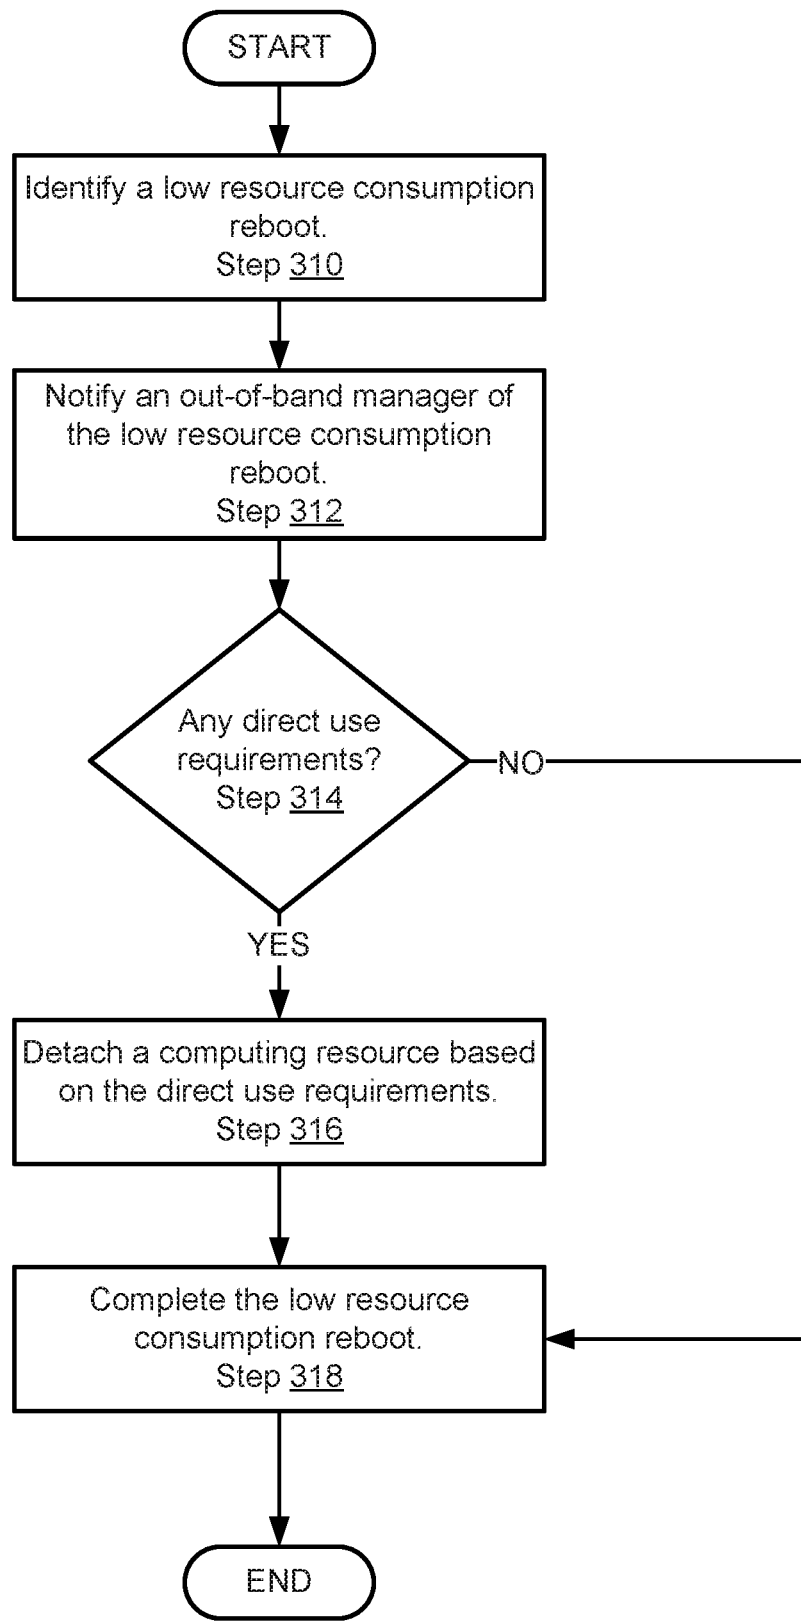 START
Identify a low resource consumption
reboot.
Step 310
Notify an out-of-band manager of
the low resource consumption
reboot.
Step 312
Any direct use
requirements?
Step 314
NO
YES
Detach a computing resource based
on the direct use requirements.
Step 316
Complete the low resource
consumption reboot.
Step 318
END